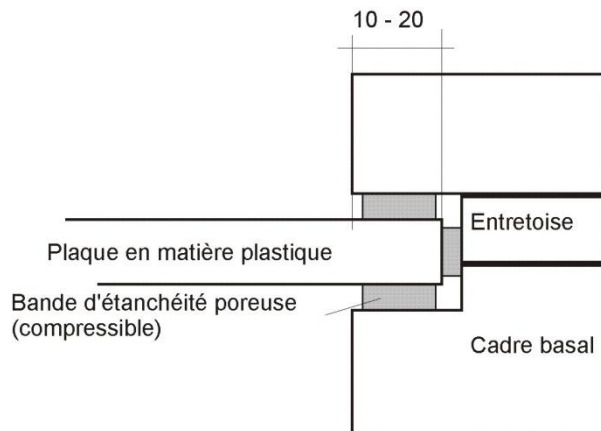 10 - 20
Entretoise
Plaque en matière plastique
Bande d'étanchéité poreuse
(compressible)
Cadre basal